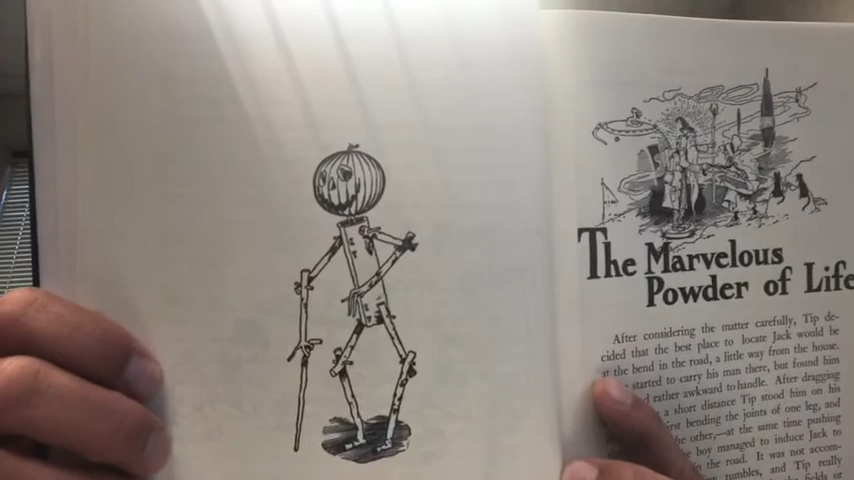 The Marvelous
Powder of Life
After considering the matter carefully, Tip de-
cided that the best place to locate Jack would be
at the bend in the road, a little way from the house.
started to carry his man there, but found him
rather awkward to handle. After dragging
a short distance Tip stood him on his
first bending the joints of one leg, and
the other,—at the same time pushing
boy managed to induce Jack to
the road. It was not accom-
tumbles, and Tip really
fields or